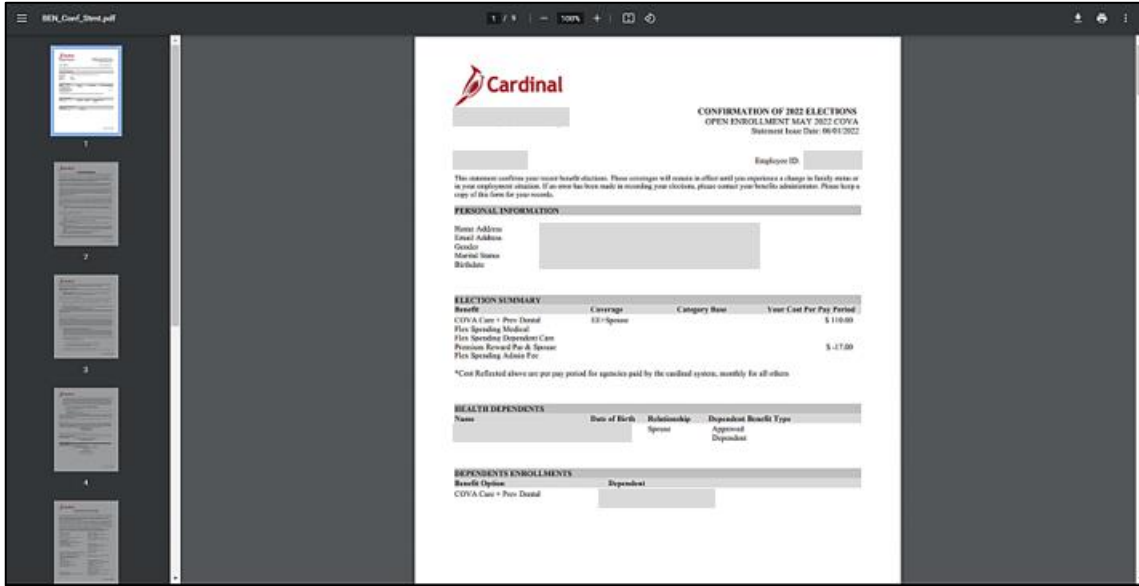 BEN_Conf_Stmt.pdf
1 / 9
100%
Cardinal
CONFIRMATION OF 2022 ELECTIONS
OPEN ENROLLMENT MAY 2022 COVA
Statement Issue Date: 06/01/2022
Employee ID:
This statement confirms your recent benefit elections. These coverages will remain in effect until you experience a change in family status or
in your employment situation. If an error has been made in recording your elections, please contact your benefits administrator. Please keep a
copy of this form for your records.
PERSONAL INFORMATION
Home Address
Email Address
Gender
Marital Status
Birthdate
ELECTION SUMMARY
Benefit Coverage Category Base Your Cost Per Pay Period
COVA Care + Prev Dental EE+Spouse $ 110.00
Flex Spending Medical
Flex Spending Dependent Care
Premium Reward Par & Spouse $ -17.00
Flex Spending Admin Fee
*Cost Reflected above are per pay period for agencies paid by the cardinal system, monthly for all others
HEALTH DEPENDENTS
Name Date of Birth Relationship Dependent Benefit Type
Spouse Approved
Dependent
DEPENDENTS ENROLLMENTS
Benefit Option Dependent
COVA Care + Prev Dental
1
2
3
4